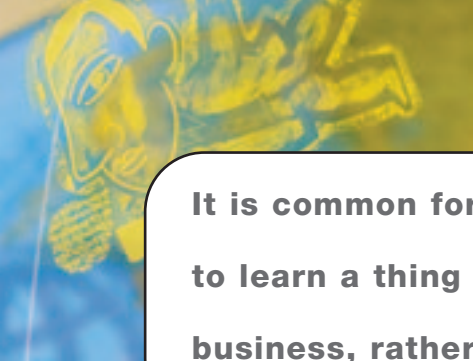 It is common for
to learn a thing
business, rather